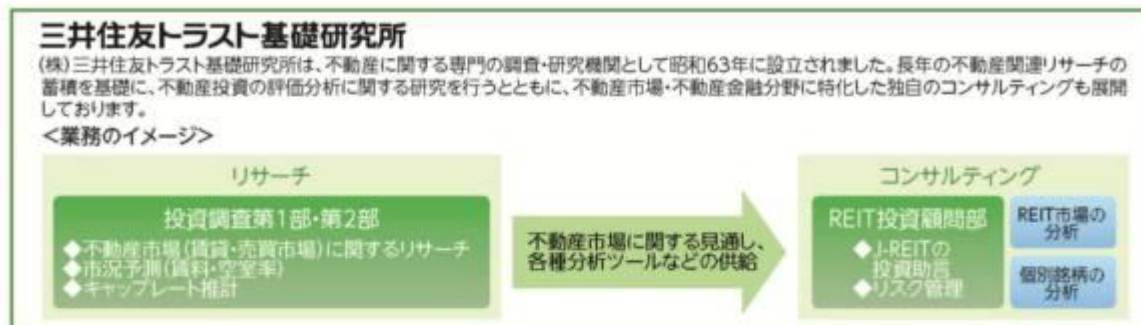 三井住友トラスト基礎研究所
(株)三井住友トラスト基礎研究所は、不動産に関する専門の調査・研究機関として昭和63年に設立されました。長年の不動産関連リサーチの
蓄積を基礎に、不動産投資の評価分析に関する研究を行うとともに、不動産市場・不動産金融分野に特化した独自のコンサルティングも展開
しております。
<業務のイメージ>
リサーチ
投資調査第1部・第2部
◆不動産市場(賃貸・売買市場)に関するリサーチ
◆市況予測(賃料・空室率)
◆キャップレート推計
不動産市場に関する見通し、
各種分析ツールなどの供給
コンサルティング
REIT投資顧問部
◆J-REITの
投資助言
◆リスク管理
REIT市場の
分析
個別銘柄の
分析